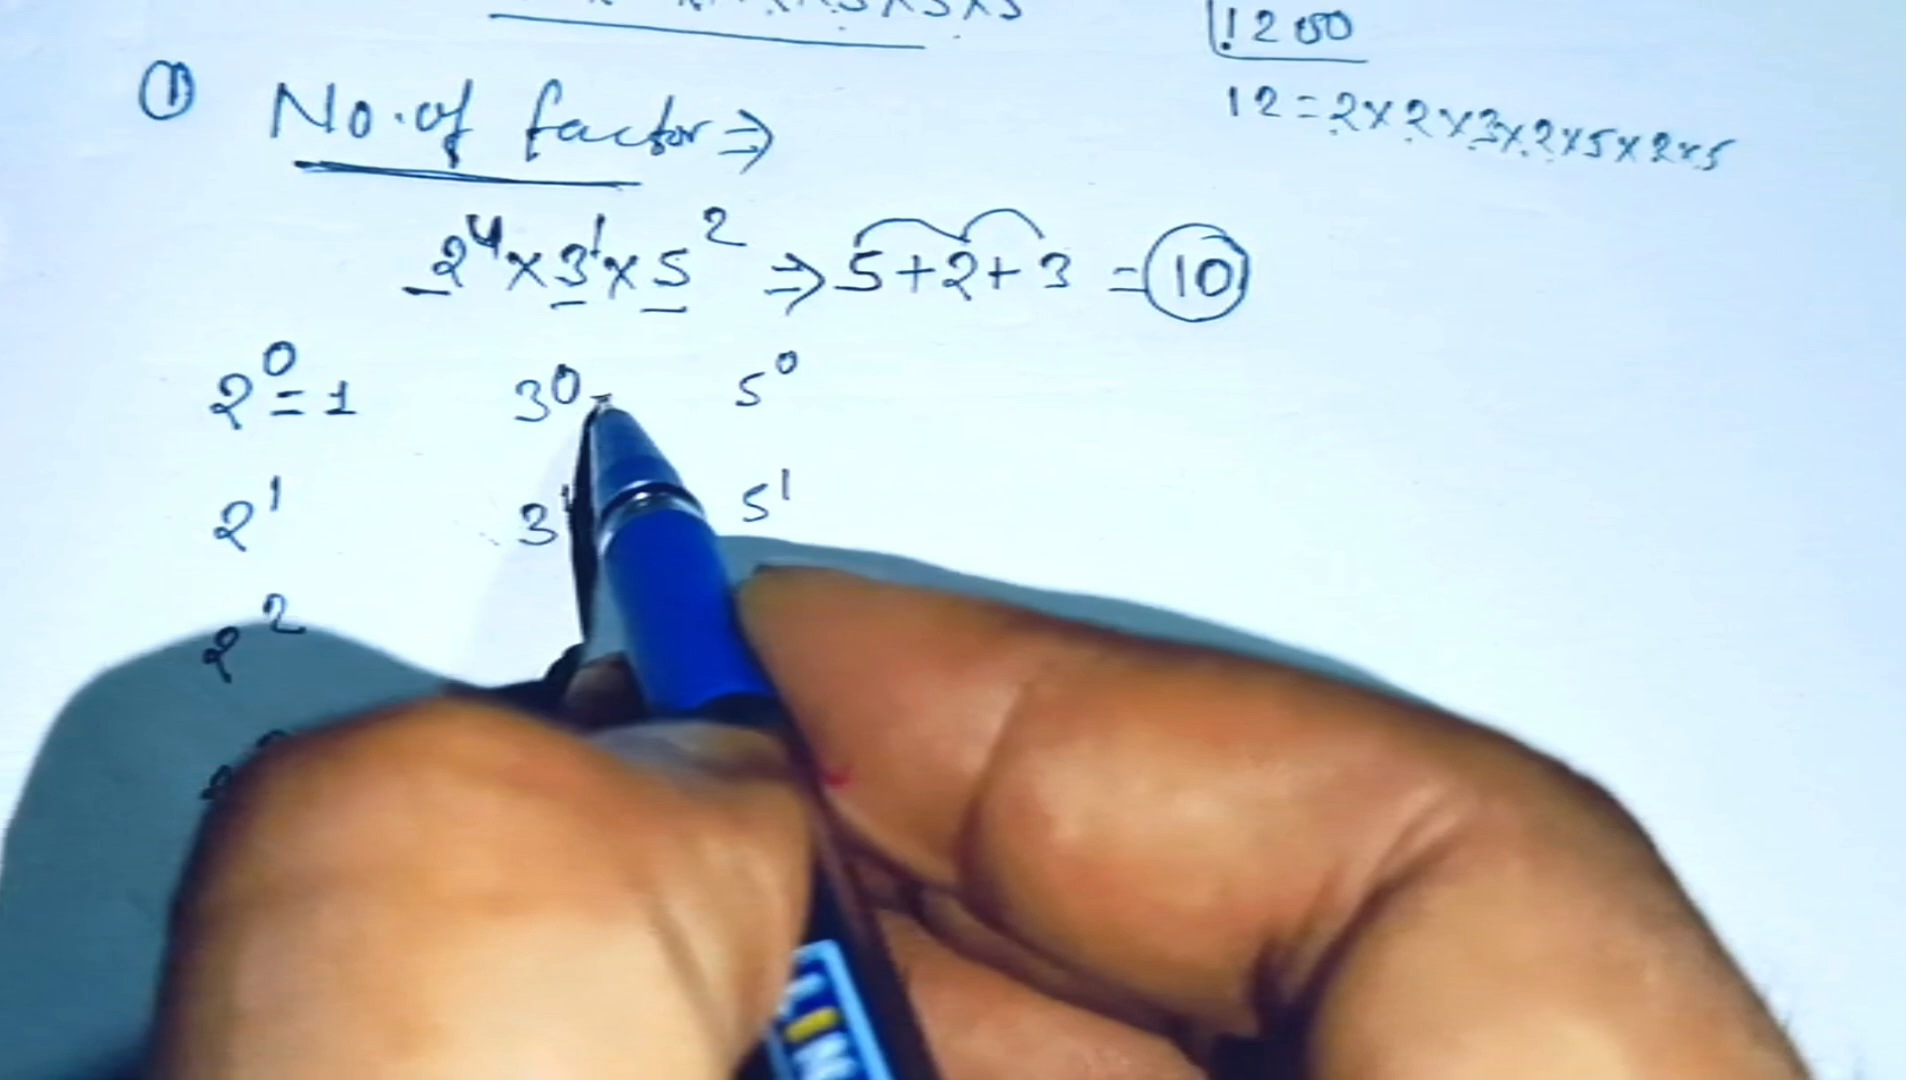 1200
① No. of factor ⇒
12 = 2 × 2 × 3 × 2 × 5 × 2 × 5
2⁴ × 3¹ × 5² ⇒ 5 + 2 + 3 = 10
2⁰ = 1 3⁰ 5⁰
2¹ 3¹ 5¹
2²